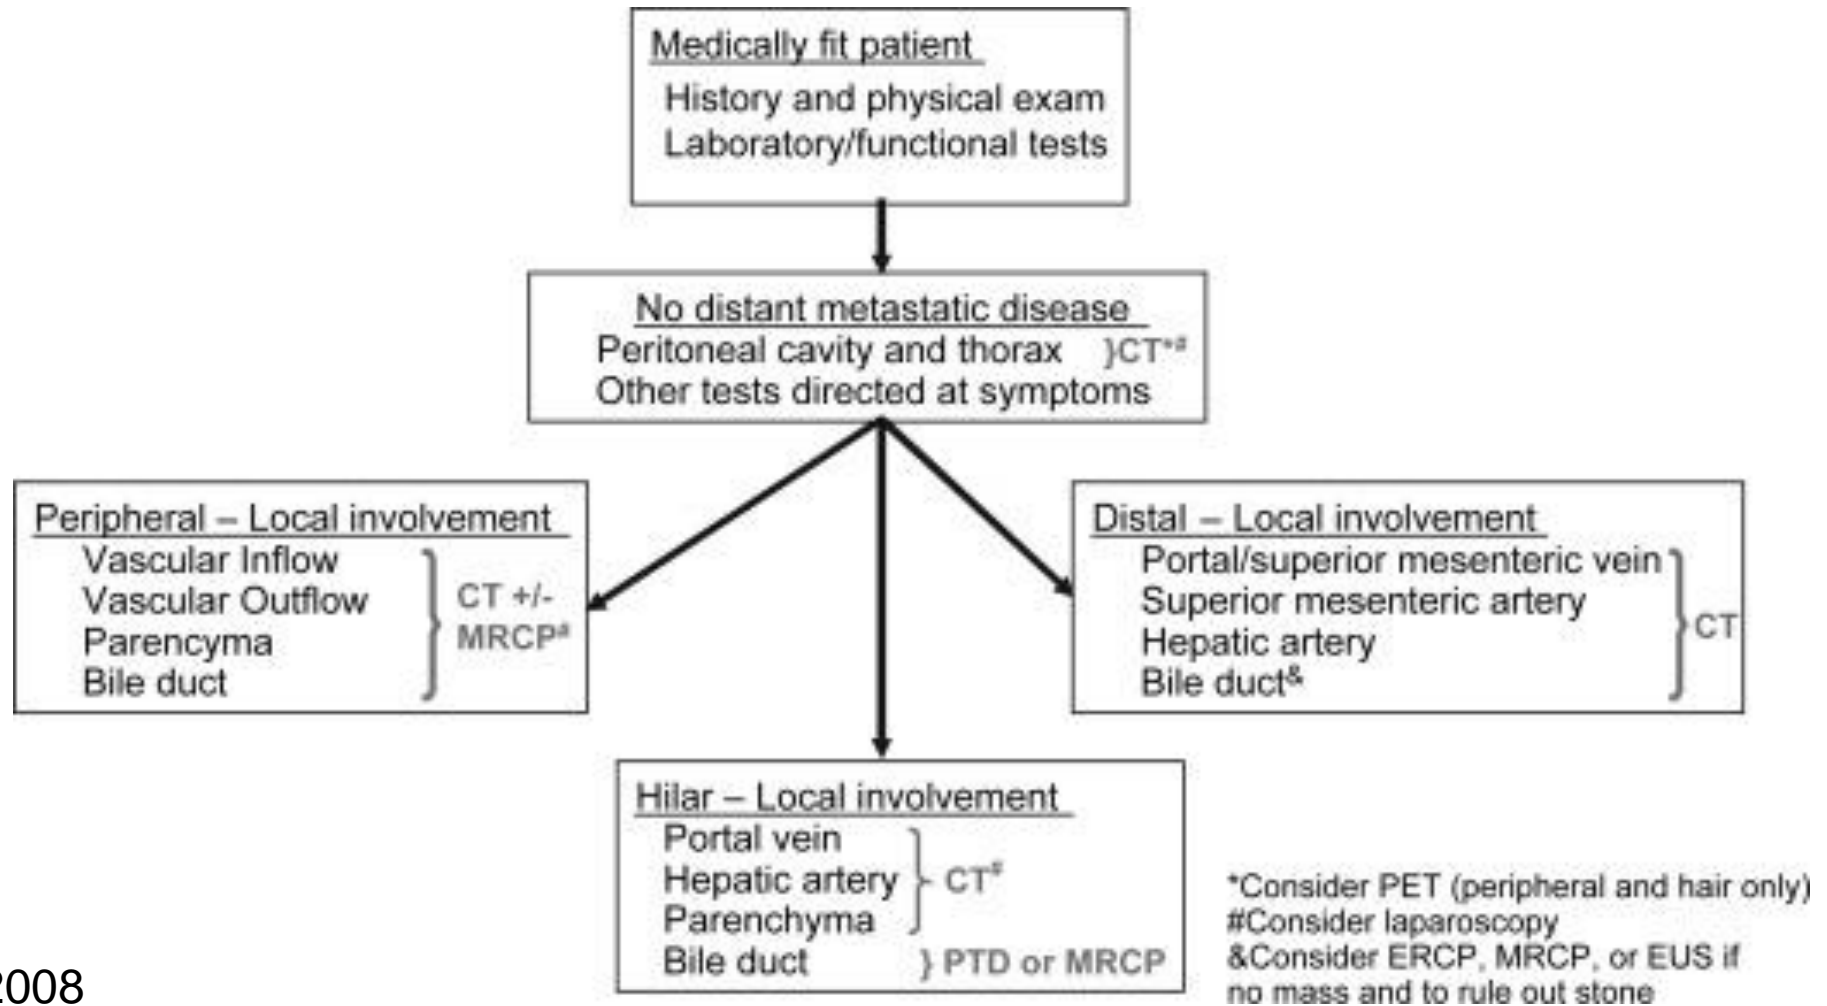 Medically fit patient
History and physical exam
Laboratory/functional tests
No distant metastatic disease
Peritoneal cavity and thorax }CT*#
Other tests directed at symptoms
Peripheral – Local involvement
Vascular Inflow
Vascular Outflow
Parencyma
Bile duct
CT +/-
MRCP#
Distal – Local involvement
Portal/superior mesenteric vein
Superior mesenteric artery
Hepatic artery
Bile duct&
CT
Hilar – Local involvement
Portal vein
Hepatic artery
Parenchyma
CT#
Bile duct } PTD or MRCP
*Consider PET (peripheral and hair only)
#Consider laparoscopy
&Consider ERCP, MRCP, or EUS if
no mass and to rule out stone
2008